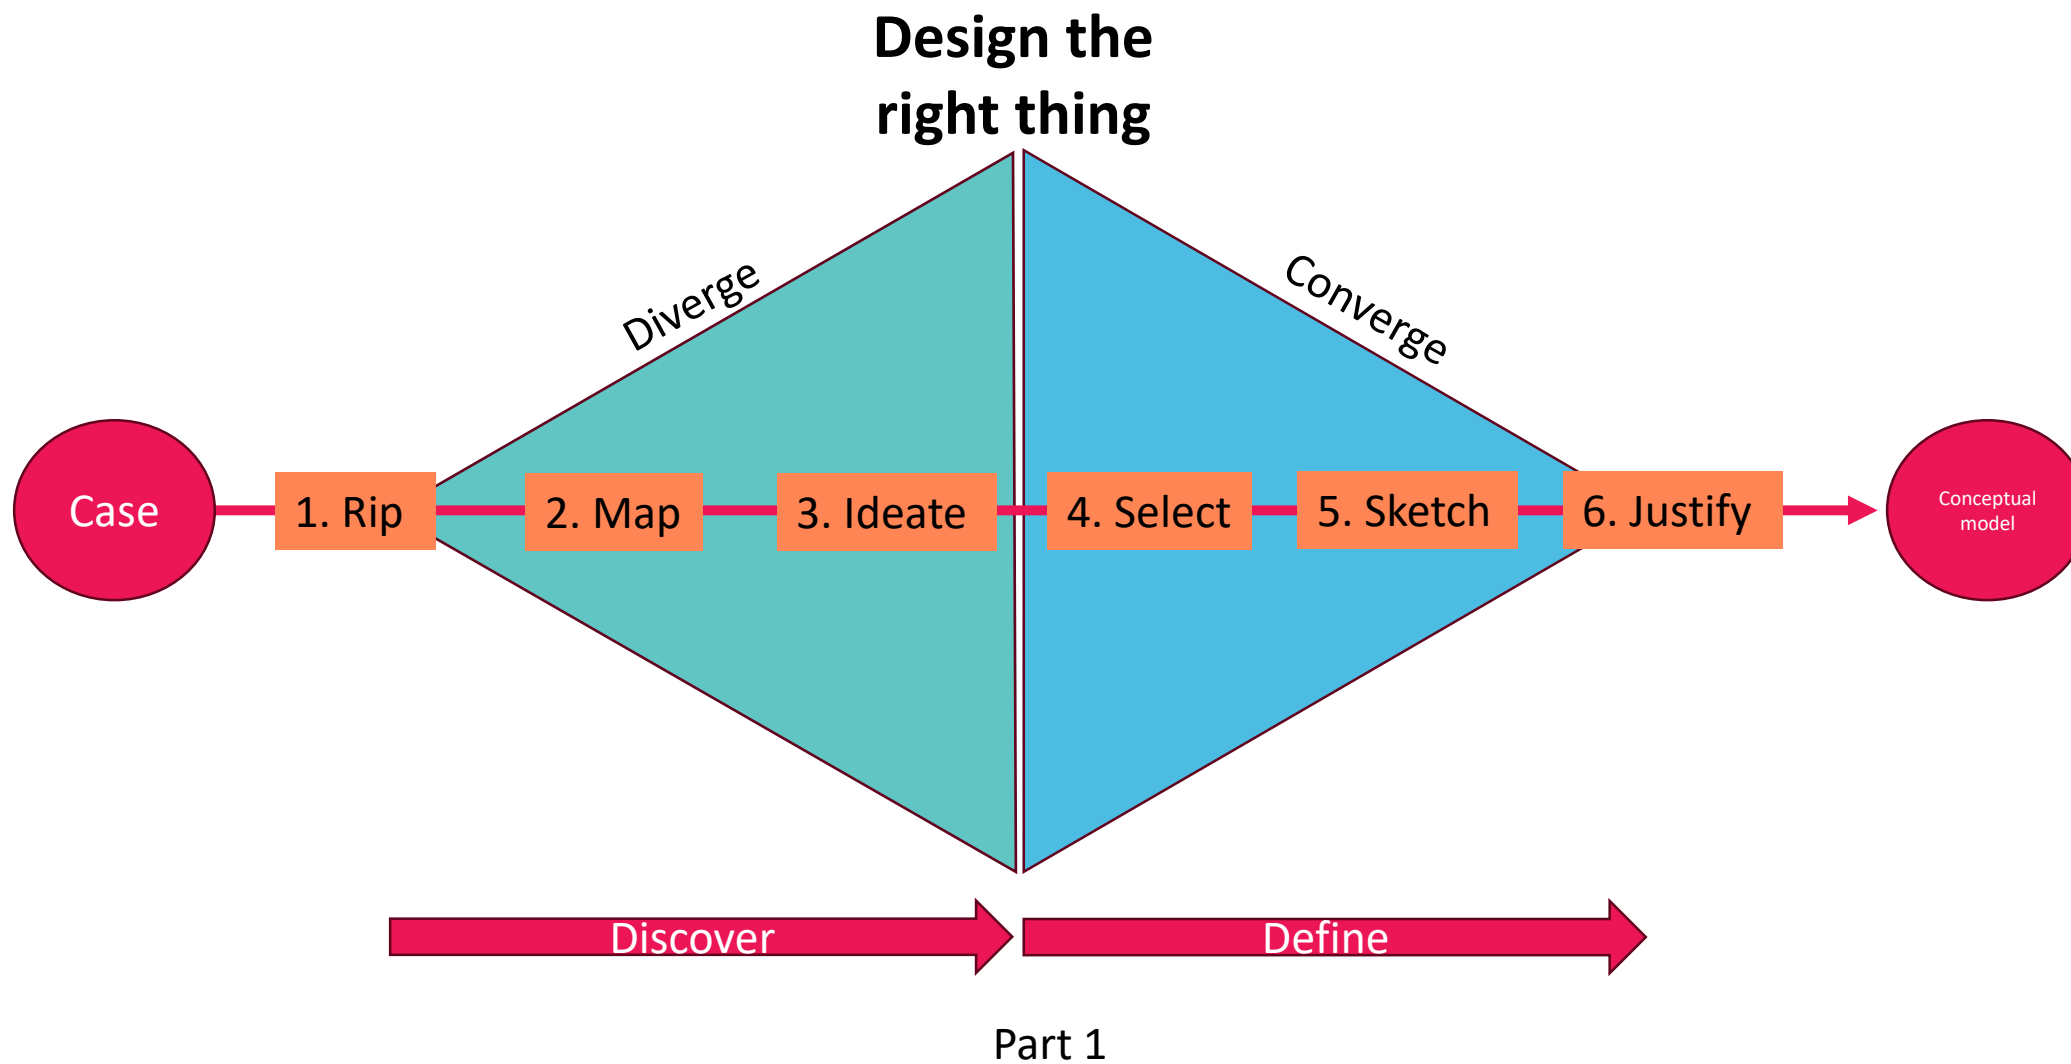 Design the
right thing
Diverge
Converge
Case
1. Rip
2. Map
3. Ideate
4. Select
5. Sketch
6. Justify
Conceptual
model
Discover
Define
Part 1